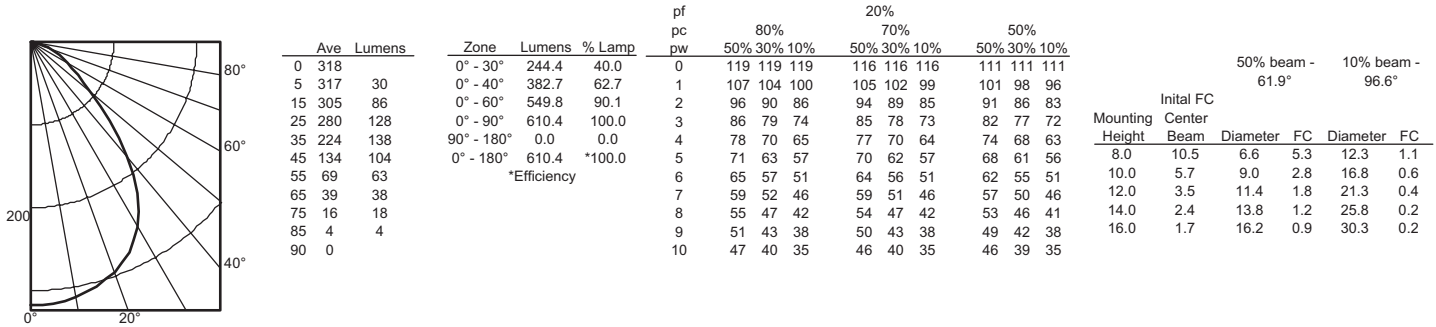 80°
60°
200
40°
0° 20°
Ave Lumens
0 318
5 317 30
15 305 86
25 280 128
35 224 138
45 134 104
55 69 63
65 39 38
75 16 18
85 4 4
90 0
Zone Lumens % Lamp
0° - 30° 244.4 40.0
0° - 40° 382.7 62.7
0° - 60° 549.8 90.1
0° - 90° 610.4 100.0
90° - 180° 0.0 0.0
0° - 180° 610.4 *100.0
*Efficiency
pf 20%
pc 80% 70% 50%
pw 50% 30% 10% 50% 30% 10% 50% 30% 10%
0 119 119 119 116 116 116 111 111 111
1 107 104 100 105 102 99 101 98 96
2 96 90 86 94 89 85 91 86 83
3 86 79 74 85 78 73 82 77 72
4 78 70 65 77 70 64 74 68 63
5 71 63 57 70 62 57 68 61 56
6 65 57 51 64 56 51 62 55 51
7 59 52 46 59 51 46 57 50 46
8 55 47 42 54 47 42 53 46 41
9 51 43 38 50 43 38 49 42 38
10 47 40 35 46 40 35 46 39 35
50% beam - 10% beam -
61.9° 96.6°
Inital FC
Mounting Center
Height Beam Diameter FC Diameter FC
8.0 10.5 6.6 5.3 12.3 1.1
10.0 5.7 9.0 2.8 16.8 0.6
12.0 3.5 11.4 1.8 21.3 0.4
14.0 2.4 13.8 1.2 25.8 0.2
16.0 1.7 16.2 0.9 30.3 0.2